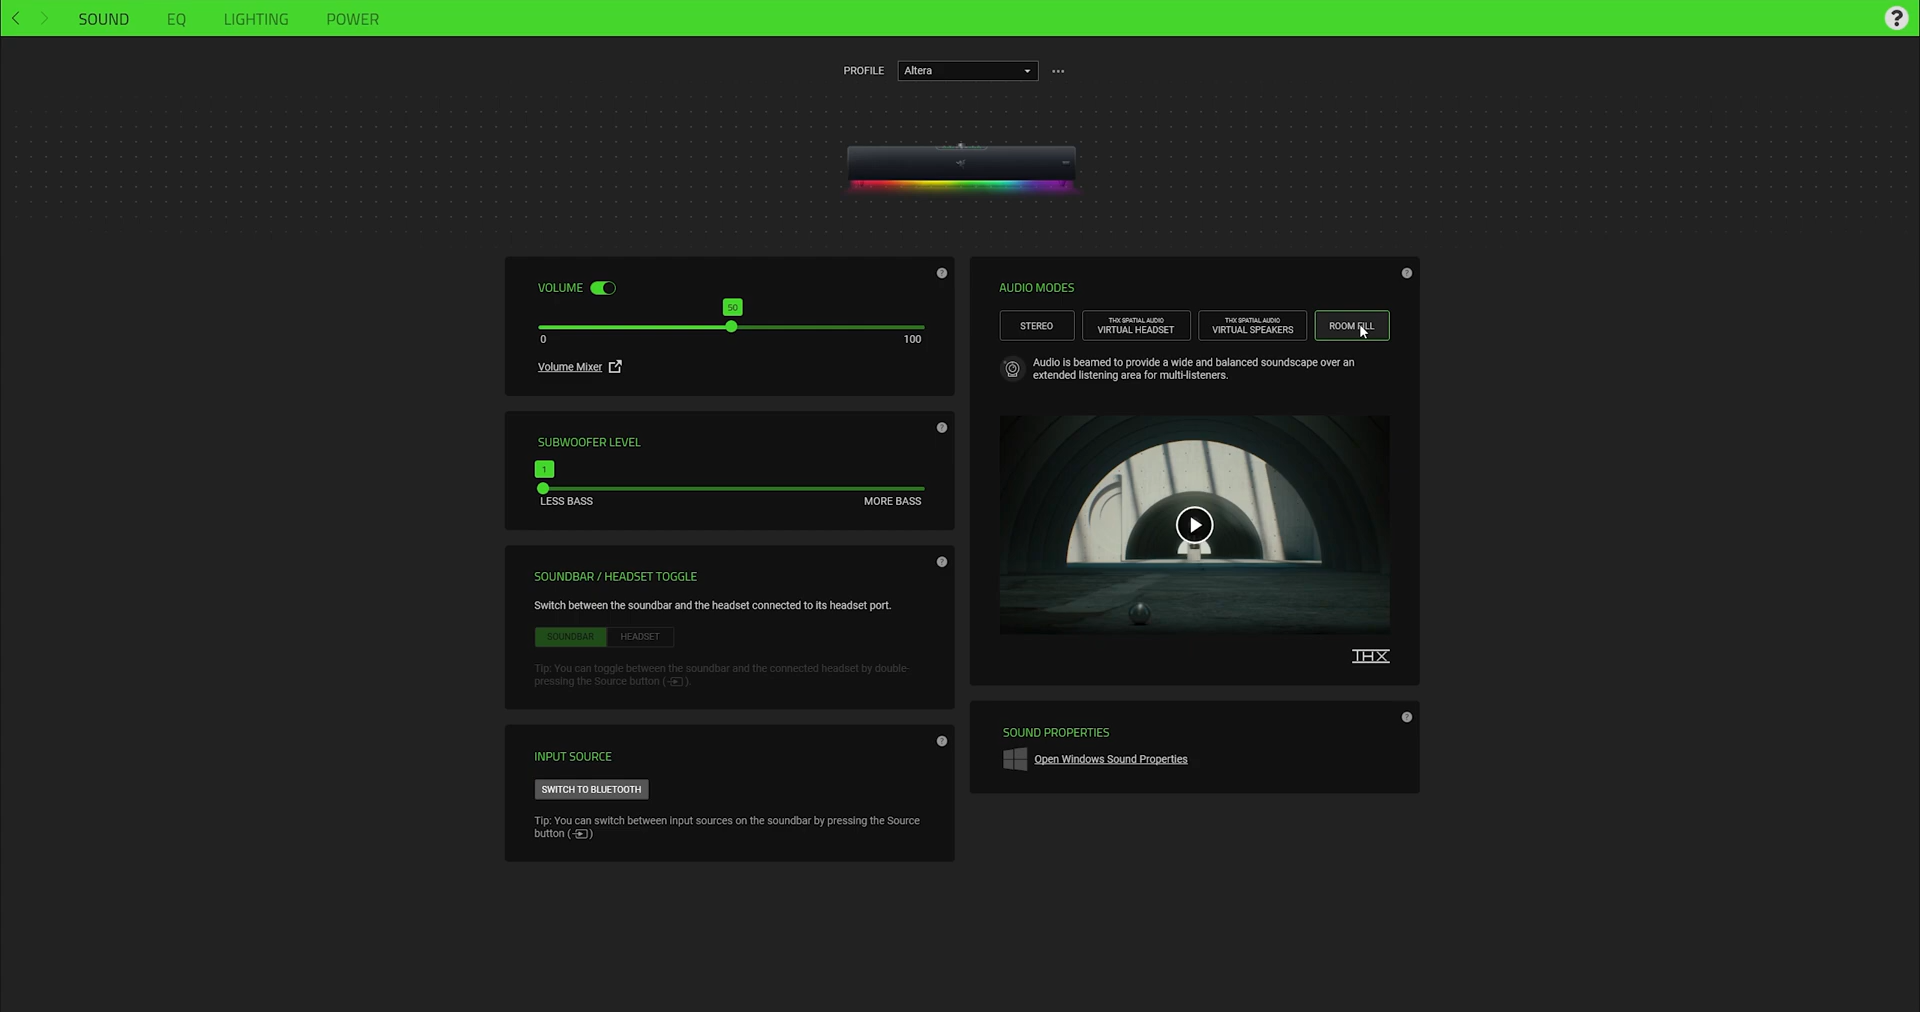 SOUND EQ LIGHTING POWER ?
PROFILE Altera
VOLUME
50
0 100
Volume Mixer
SUBWOOFER LEVEL
1
LESS BASS MORE BASS
SOUNDBAR / HEADSET TOGGLE
Switch between the soundbar and the headset connected to its headset port.
SOUNDBAR HEADSET
Tip: You can toggle between the soundbar and the connected headset by double-
pressing the Source button ( ).
INPUT SOURCE
SWITCH TO BLUETOOTH
Tip: You can switch between input sources on the soundbar by pressing the Source
button ( )
AUDIO MODES
STEREO
THX SPATIAL AUDIO
VIRTUAL HEADSET
THX SPATIAL AUDIO
VIRTUAL SPEAKERS
ROOM FILL
Audio is beamed to provide a wide and balanced soundscape over an
extended listening area for multi-listeners.
THX
SOUND PROPERTIES
Open Windows Sound Properties